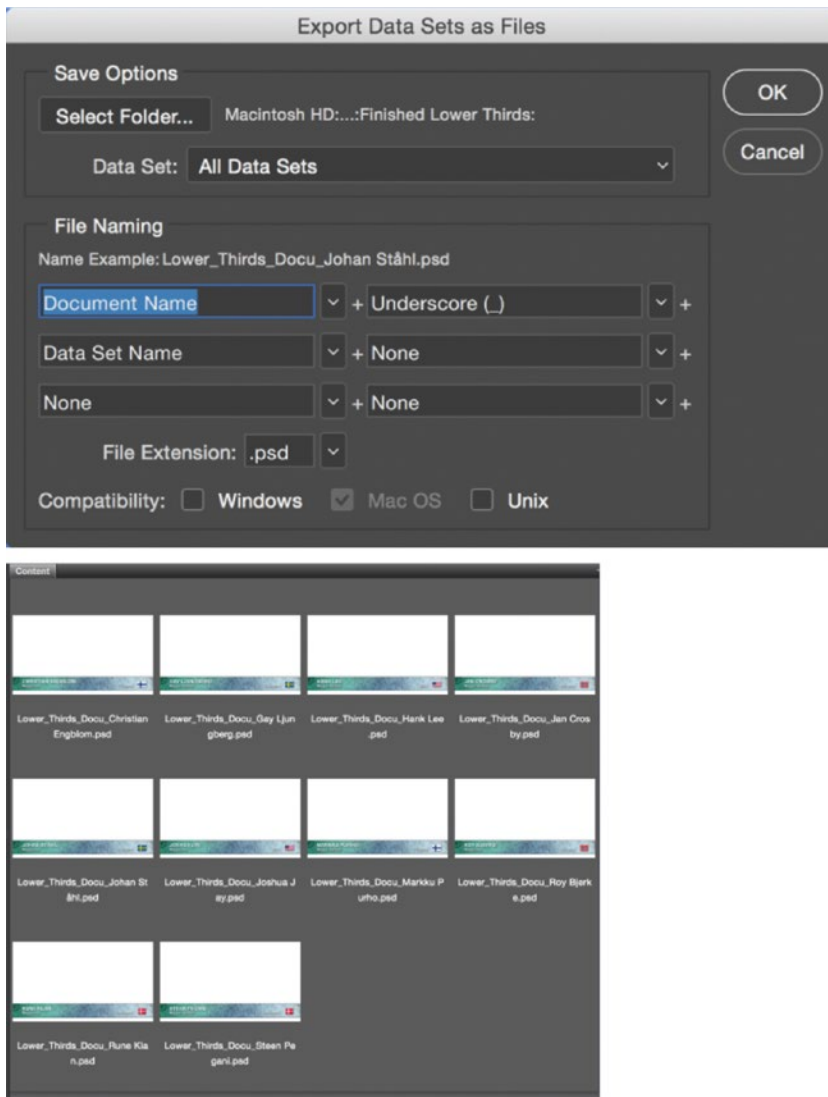 Export Data Sets as Files
Save Options
OK
Select Folder...
Macintosh HD:...:Finished Lower Thirds:
Cancel
Data Set: All Data Sets
File Naming
Name Example: Lower_Thirds_Docu_Johan Ståhl.psd
Document Name + Underscore (_) +
Data Set Name + None +
None + None +
File Extension: .psd
Compatibility: Windows Mac OS Unix
Content
Lower_Thirds_Docu_Christian
Engblom.psd
Lower_Thirds_Docu_Gay Ljun
gberg.psd
Lower_Thirds_Docu_Hank Lee
.psd
Lower_Thirds_Docu_Jan Cros
by.psd
Lower_Thirds_Docu_Johan St
åhl.psd
Lower_Thirds_Docu_Joshua J
ay.psd
Lower_Thirds_Docu_Markku P
urho.psd
Lower_Thirds_Docu_Roy Bjerk
e.psd
Lower_Thirds_Docu_Rune Kla
n.psd
Lower_Thirds_Docu_Steen Pe
gani.psd